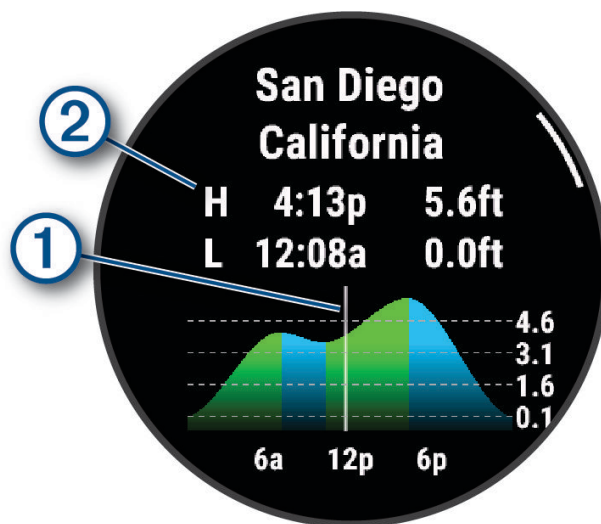 San Diego
California
2
H 4:13p 5.6ft
1
L 12:08a 0.0ft
4.6
3.1
1.6
0.1
6a 12p 6p